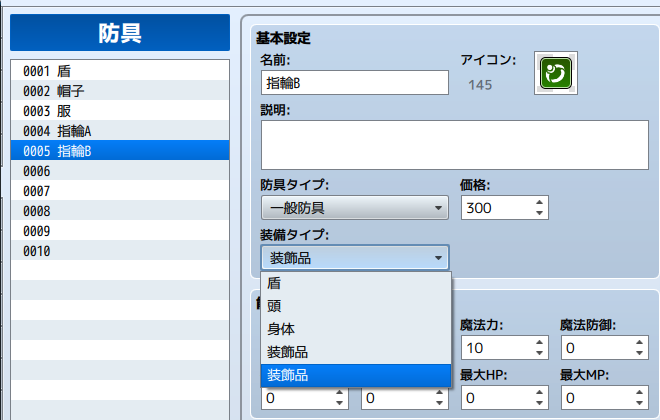 防具
0001 盾
0002 帽子
0003 服
0004 指輪A
0005 指輪B
0006
0007
0008
0009
0010
基本設定
名前: アイコン:
指輪B 145
説明:
防具タイプ: 価格:
一般防具 300
装備タイプ:
装飾品
盾
頭
身体
装飾品
装飾品
魔法力: 魔法防御:
10 0
最大HP: 最大MP:
0 0 0 0